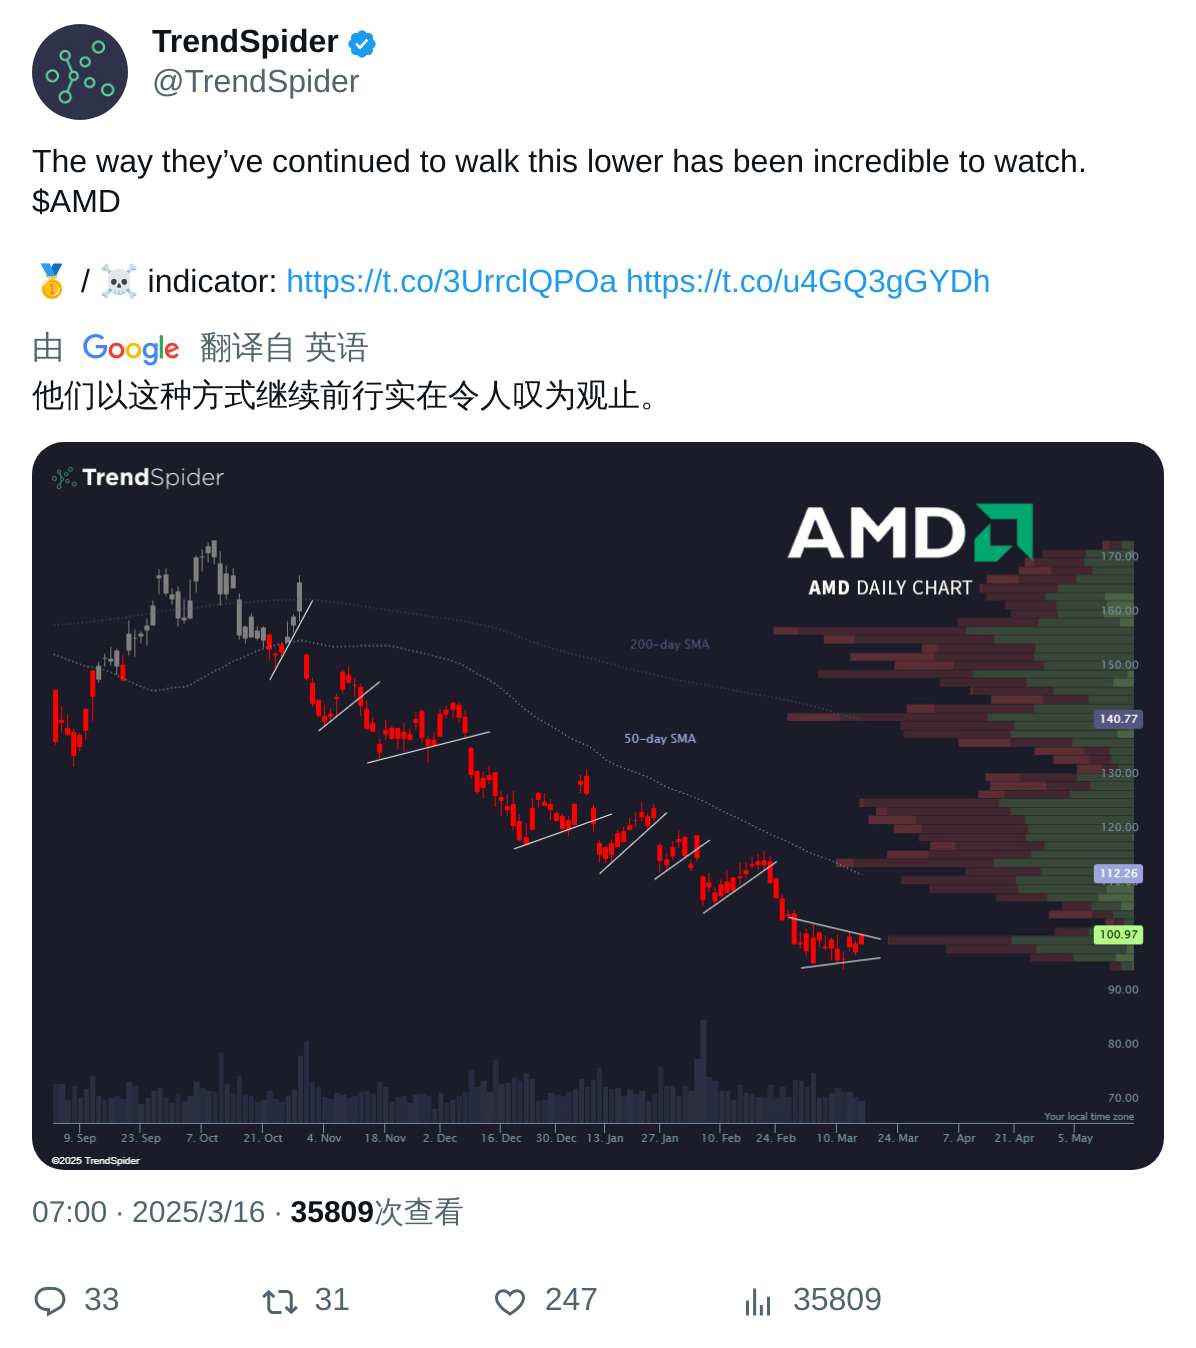 TrendSpider
@TrendSpider
The way they’ve continued to walk this lower has been incredible to watch.
$AMD
🥇 / ☠️ indicator: https://t.co/3UrrclQPOa https://t.co/u4GQ3gGYDh
由 Google 翻译自 英语
他们以这种方式继续前行实在令人叹为观止。
TrendSpider
AMD
AMD DAILY CHART
170.00
160.00
200-day SMA
150.00
140.77
50-day SMA
130.00
120.00
112.26
100.97
90.00
80.00
70.00
Your local time zone
9. Sep 23. Sep 7. Oct 21. Oct 4. Nov 18. Nov 2. Dec 16. Dec 30. Dec 13. Jan 27. Jan 10. Feb 24. Feb 10. Mar 24. Mar 7. Apr 21. Apr 5. May
©2025 TrendSpider
07:00 · 2025/3/16 · 35809次查看
33 31 247 35809